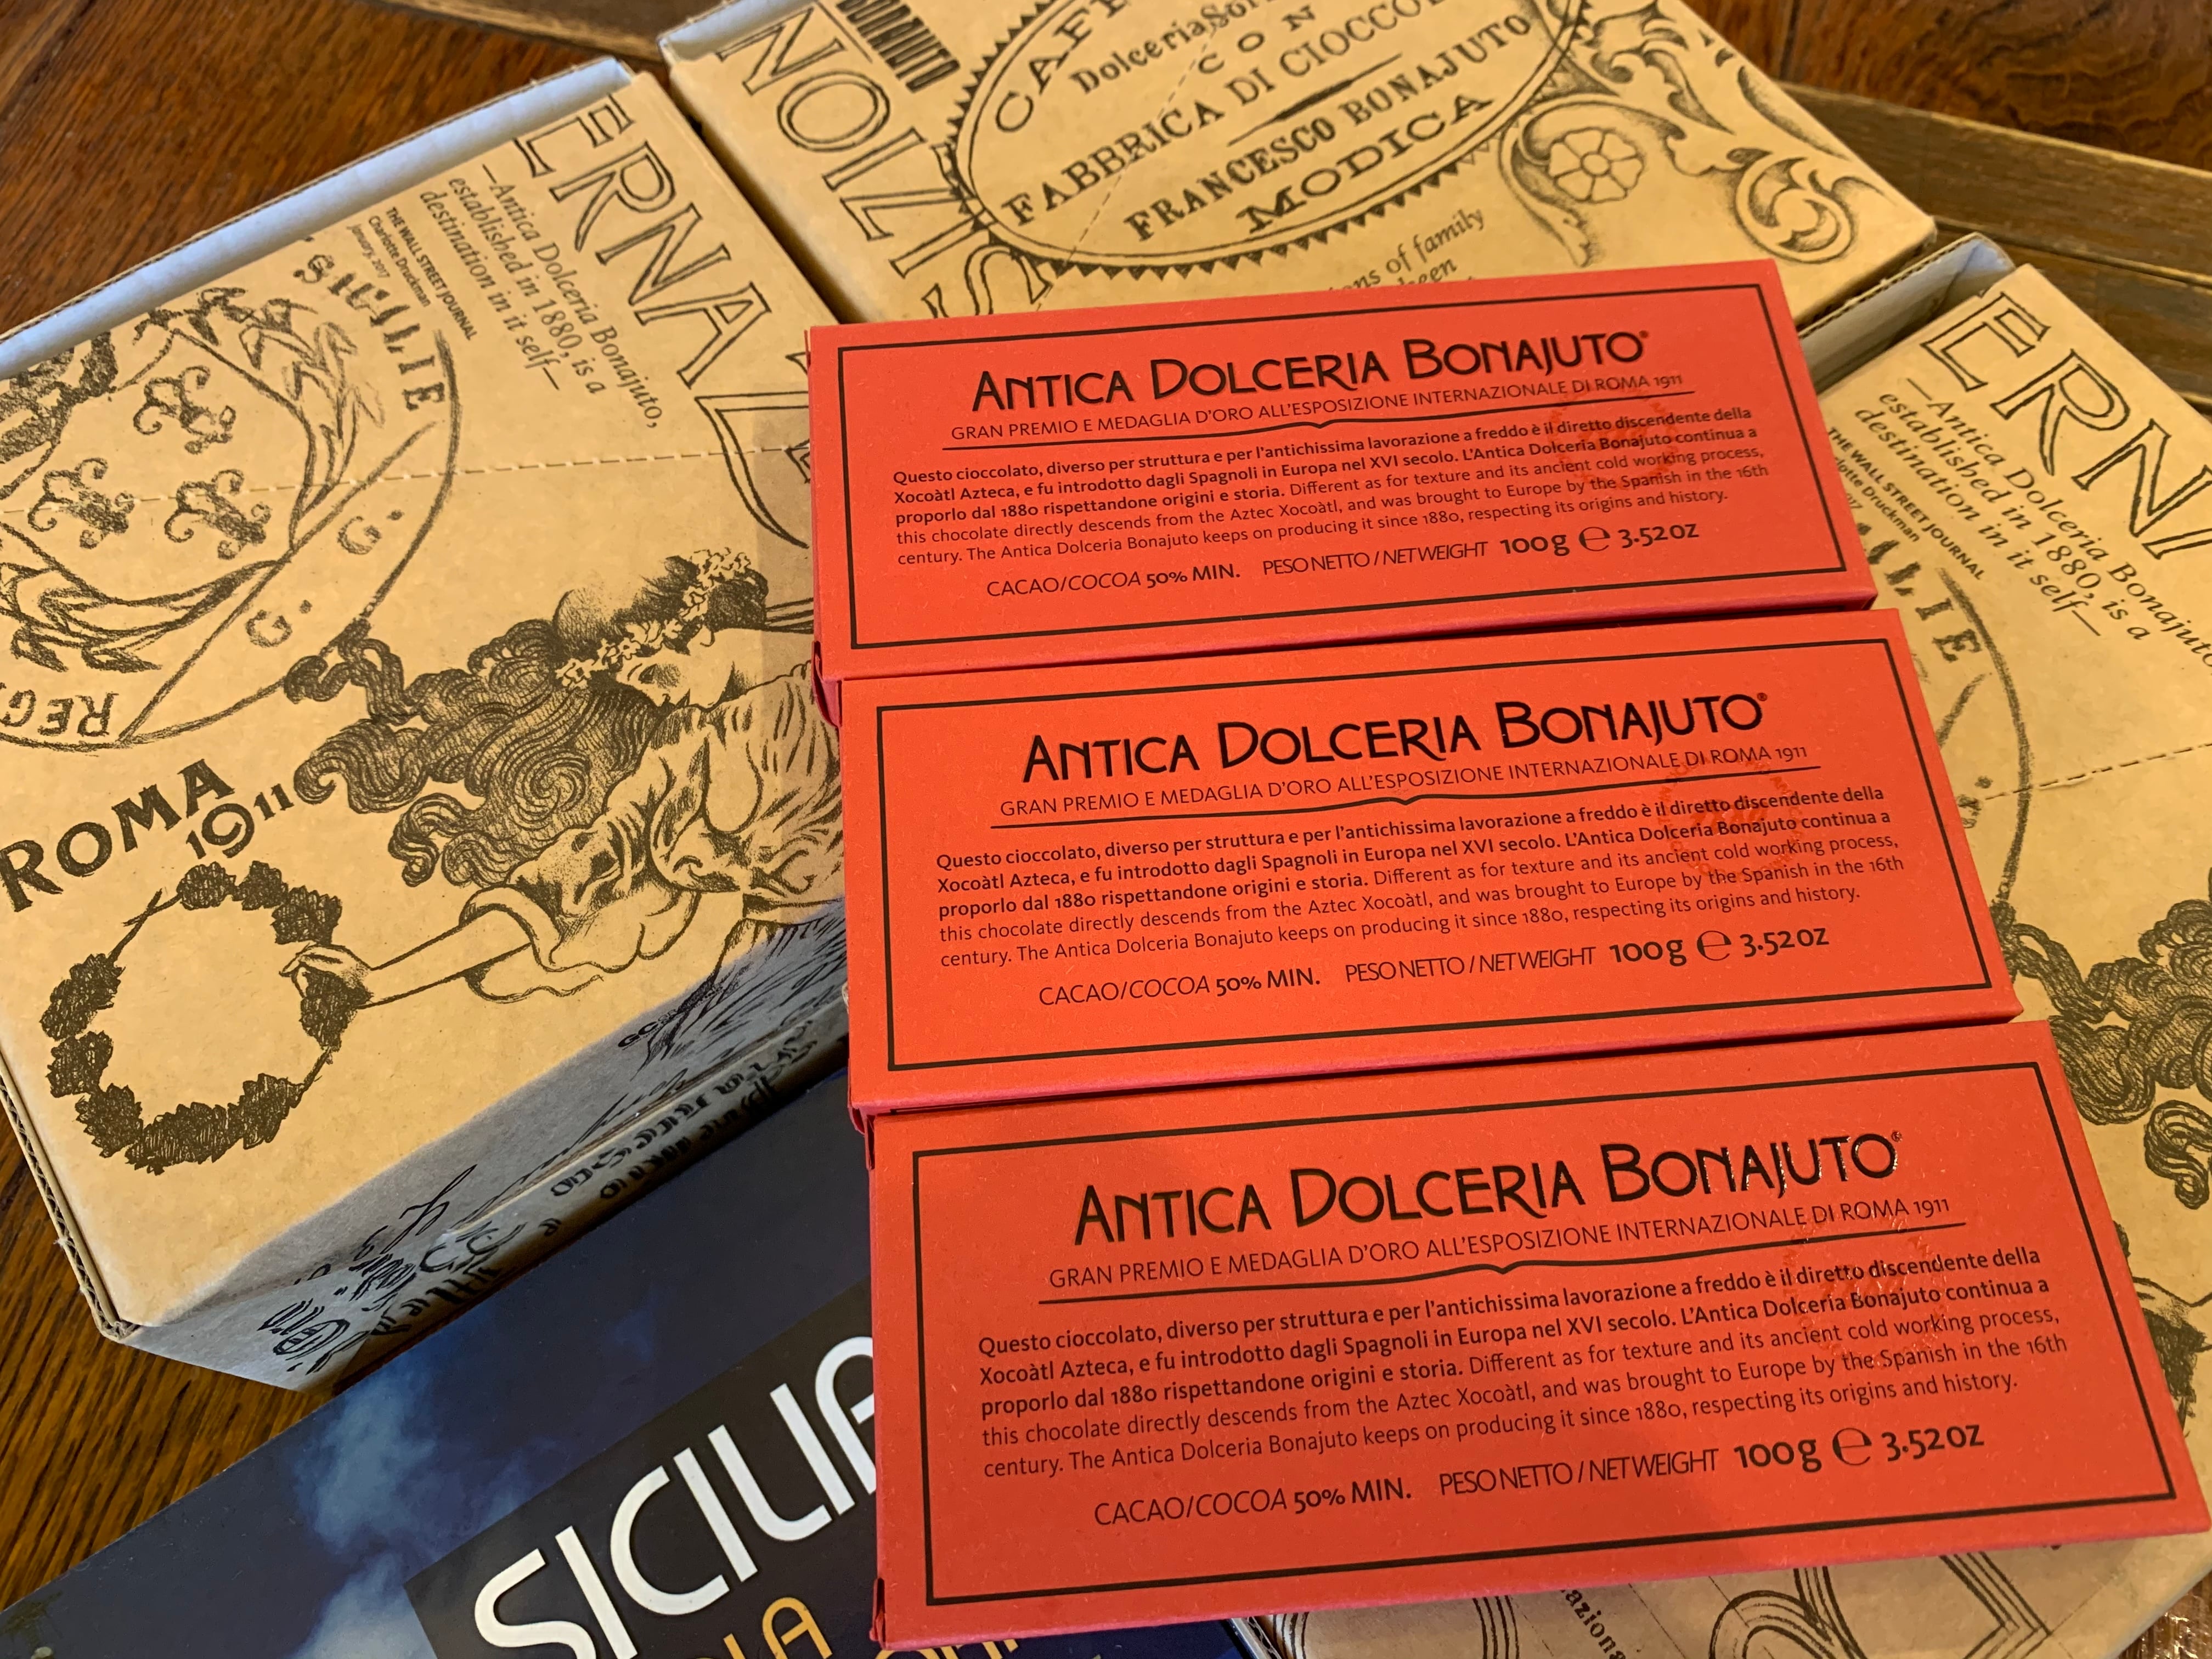 BONAJUTO
Dolceria
CON
FABBRICA DI
FRANCESCO BONAJUTO
MODICA
of family
—Antica Dolceria Bonajuto,
established in 1880, is a
destination in it self—
THE WALL STREET JOURNAL
Charlotte Druckman
January, 2017
G. G.
ROMA
1911
—Antica Dolceria Bonajuto
established in 1880, is a
destination in it self—
THE WALL STREET JOURNAL
Druckman
ANTICA DOLCERIA BONAJUTO®
GRAN PREMIO E MEDAGLIA D'ORO ALL'ESPOSIZIONE INTERNAZIONALE DI ROMA 1911
Questo cioccolato, diverso per struttura e per l'antichissima lavorazione a freddo è il diretto discendente della
Xocoàtl Azteca, e fu introdotto dagli Spagnoli in Europa nel XVI secolo. L'Antica Dolceria Bonajuto continua a
proporlo dal 1880 rispettandone origini e storia. Different as for texture and its ancient cold working process,
this chocolate directly descends from the Aztec Xocoàtl, and was brought to Europe by the Spanish in the 16th
century. The Antica Dolceria Bonajuto keeps on producing it since 1880, respecting its origins and history.
CACAO/COCOA 50% MIN. PESO NETTO / NET WEIGHT 100g ℮ 3.52 OZ
ANTICA DOLCERIA BONAJUTO®
GRAN PREMIO E MEDAGLIA D'ORO ALL'ESPOSIZIONE INTERNAZIONALE DI ROMA 1911
Questo cioccolato, diverso per struttura e per l'antichissima lavorazione a freddo è il diretto discendente della
Xocoàtl Azteca, e fu introdotto dagli Spagnoli in Europa nel XVI secolo. L'Antica Dolceria Bonajuto continua a
proporlo dal 1880 rispettandone origini e storia. Different as for texture and its ancient cold working process,
this chocolate directly descends from the Aztec Xocoàtl, and was brought to Europe by the Spanish in the 16th
century. The Antica Dolceria Bonajuto keeps on producing it since 1880, respecting its origins and history.
CACAO/COCOA 50% MIN. PESO NETTO / NET WEIGHT 100g ℮ 3.52 OZ
ANTICA DOLCERIA BONAJUTO®
GRAN PREMIO E MEDAGLIA D'ORO ALL'ESPOSIZIONE INTERNAZIONALE DI ROMA 1911
Questo cioccolato, diverso per struttura e per l'antichissima lavorazione a freddo è il diretto discendente della
Xocoàtl Azteca, e fu introdotto dagli Spagnoli in Europa nel XVI secolo. L'Antica Dolceria Bonajuto continua a
proporlo dal 1880 rispettandone origini e storia. Different as for texture and its ancient cold working process,
this chocolate directly descends from the Aztec Xocoàtl, and was brought to Europe by the Spanish in the 16th
century. The Antica Dolceria Bonajuto keeps on producing it since 1880, respecting its origins and history.
CACAO/COCOA 50% MIN. PESO NETTO / NET WEIGHT 100g ℮ 3.52 OZ
SICILIA